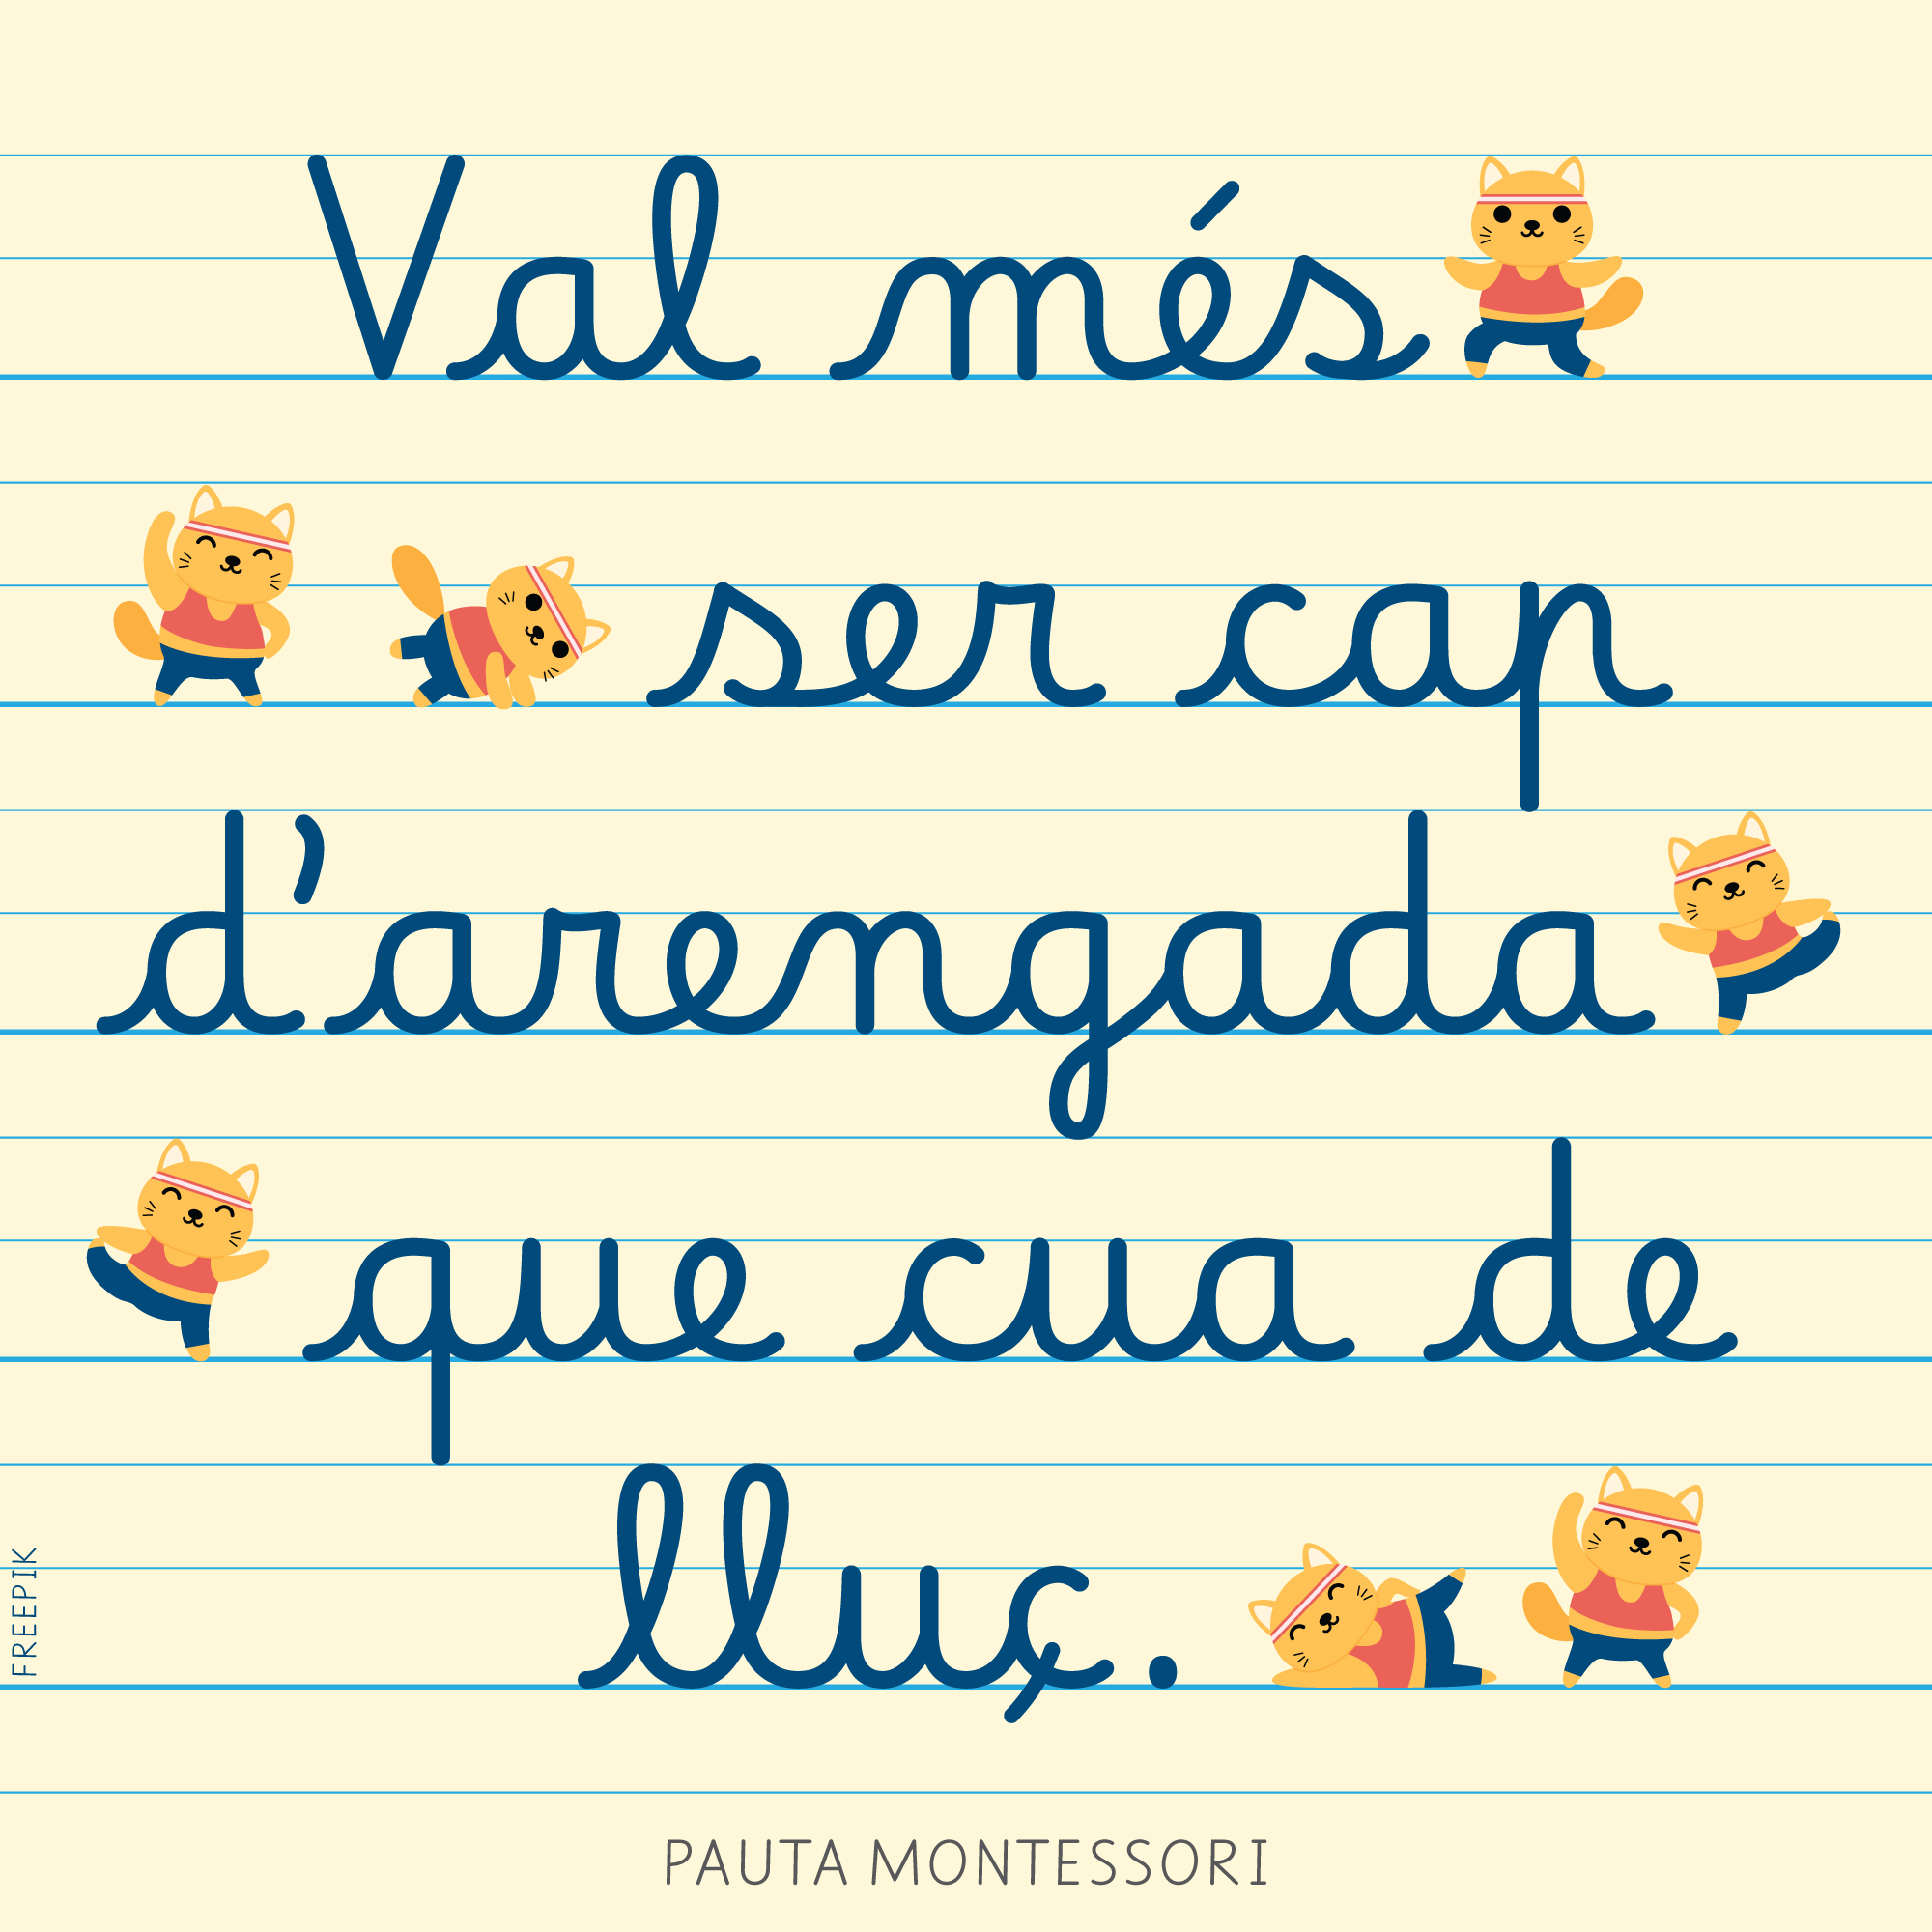 Val més
ser cap
d'arengada
que cua de
lluç.
FREEPIK
PAUTA MONTESSORI